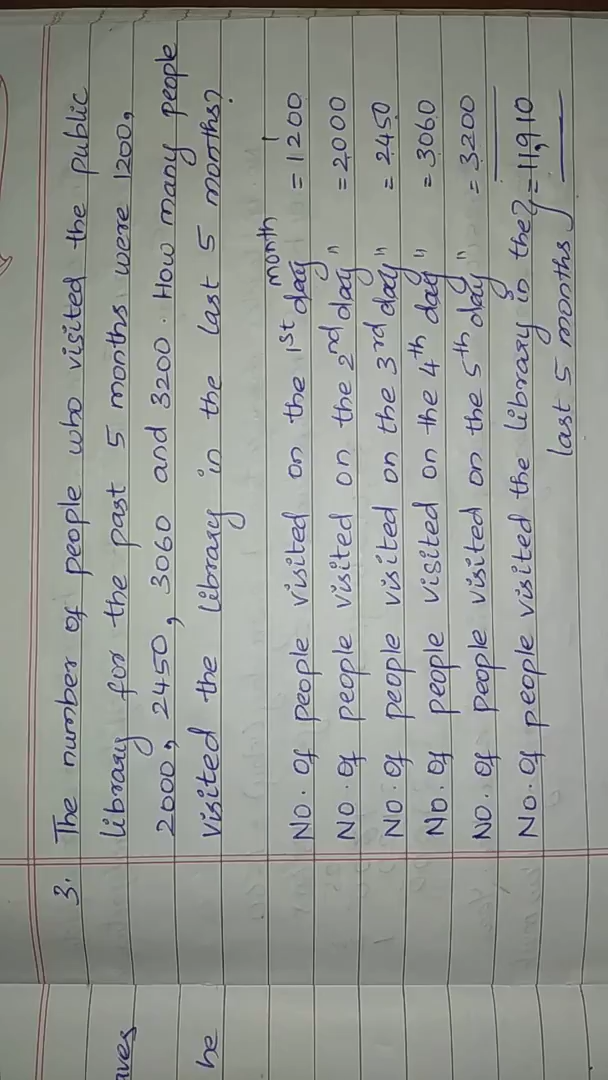 3. The number of people who visited the public
library for the past 5 months were 1200,
2000, 2450, 3060 and 3200. How many people
visited the library in the last 5 months?
month
No. of people visited on the 1st day = 1200
No. of people visited on the 2nd day " = 2000
No. of people visited on the 3rd day " = 2450
No. of people visited on the 4th day " = 3060
No. of people visited on the 5th day " = 3200
No. of people visited the library in the } = 11,910
last 5 months
aves
be